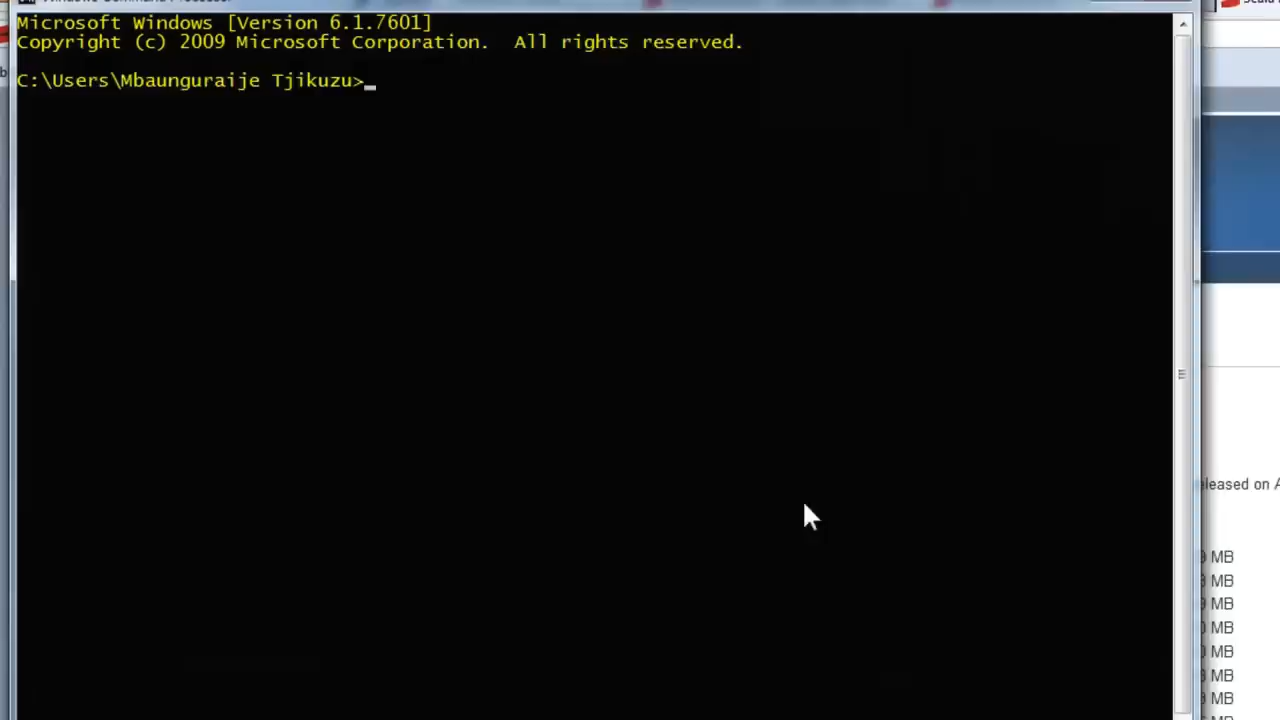 Microsoft Windows [Version 6.1.7601]
Copyright (c) 2009 Microsoft Corporation.  All rights reserved.
C:\Users\Mbaunguraije Tjikuzu>
eleased on A
MB
MB
MB
MB
MB
MB
MB